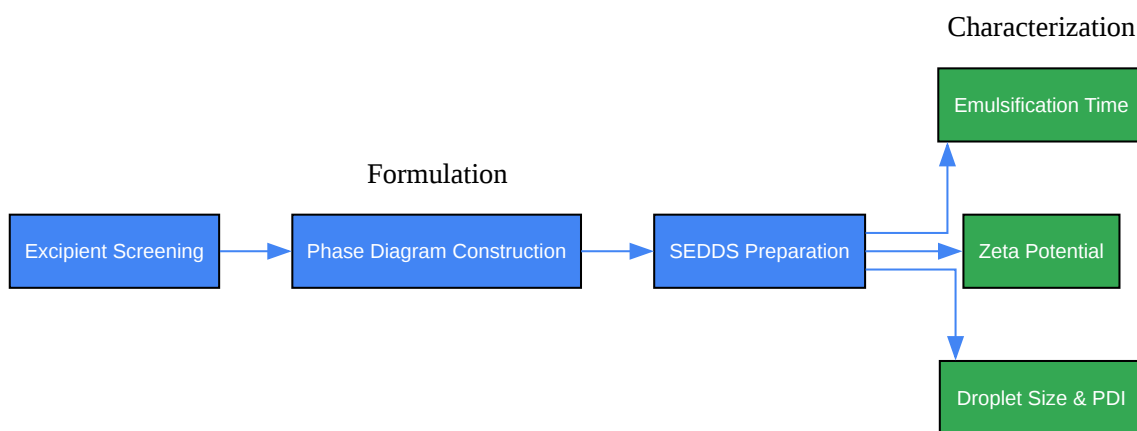 Characterization
Emulsification Time
Formulation
Excipient Screening
Phase Diagram Construction
SEDDS Preparation
Zeta Potential
Droplet Size & PDI